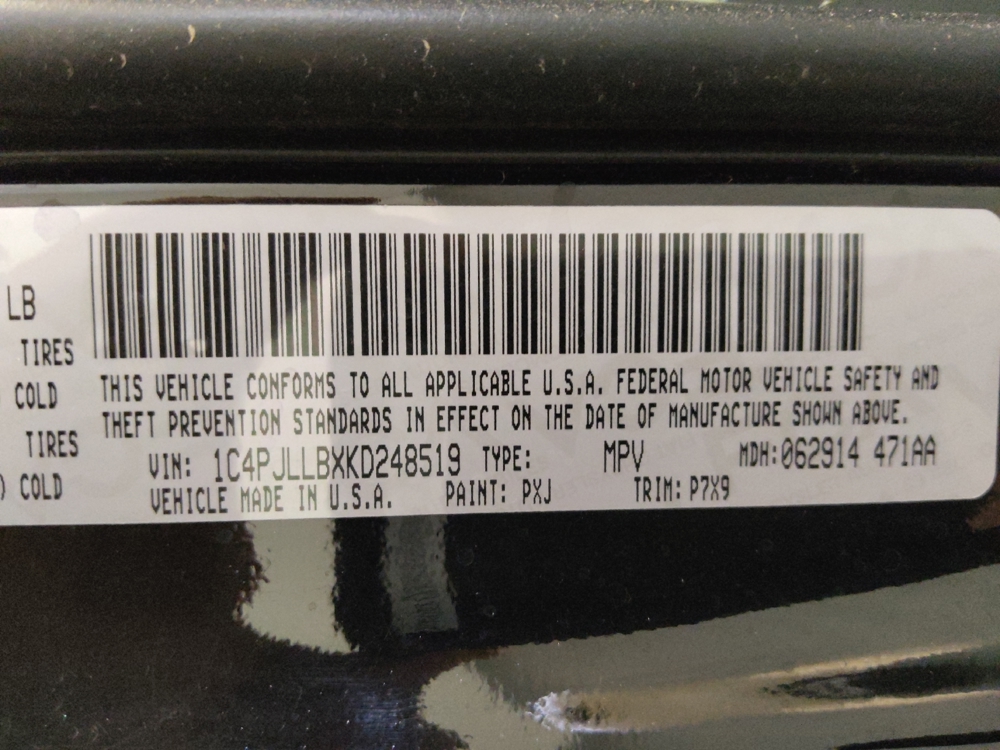 LB
TIRES
COLD
THIS VEHICLE CONFORMS TO ALL APPLICABLE U.S.A. FEDERAL MOTOR VEHICLE SAFETY AND
THEFT PREVENTION STANDARDS IN EFFECT ON THE DATE OF MANUFACTURE SHOWN ABOVE.
TIRES
VIN: 1C4PJLLBXKD248519 TYPE: MPV MDH:062914 471AA
) COLD
VEHICLE MADE IN U.S.A. PAINT: PXJ TRIM: P7X9